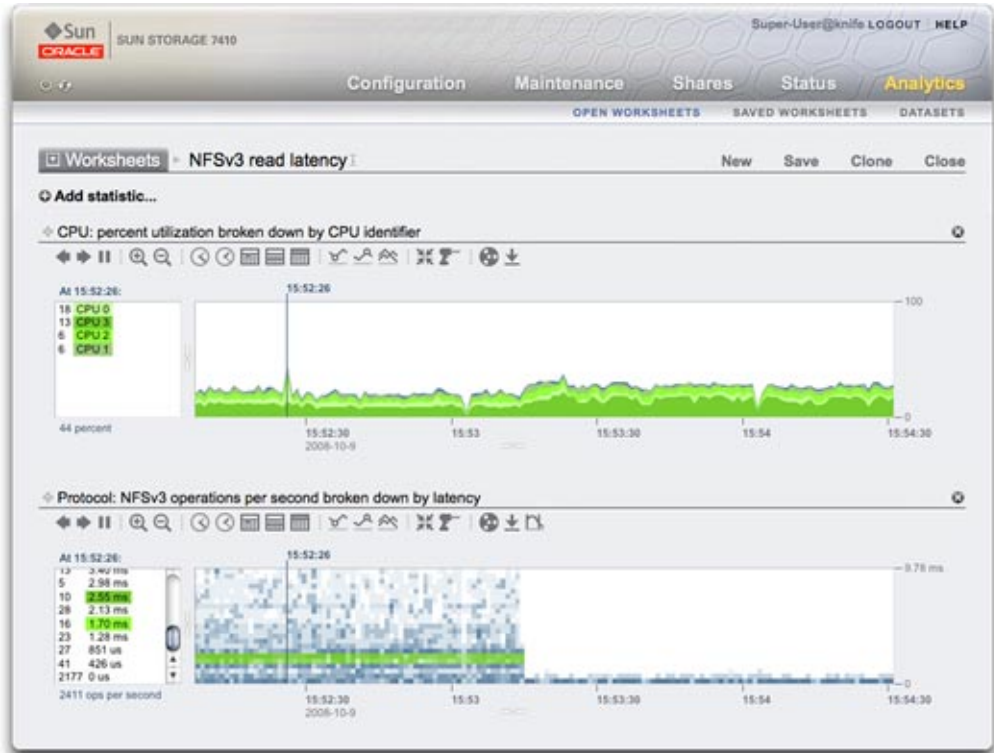 Sun
ORACLE
SUN STORAGE 7410
Super-User@knife LOGOUT HELP
Configuration Maintenance Shares Status Analytics
OPEN WORKSHEETS SAVED WORKSHEETS DATASETS
Worksheets NFSv3 read latency
New Save Clone Close
Add statistic...
CPU: percent utilization broken down by CPU identifier
At 15:52:26:
15:52:26
18 CPU 0
13 CPU 3
6 CPU 2
6 CPU 1
44 percent
100
0
15:52:30 15:53 15:53:30 15:54 15:54:30
2008-10-9
Protocol: NFSv3 operations per second broken down by latency
At 15:52:26:
15:52:26
13 3.40 ms
5 2.98 ms
10 2.55 ms
28 2.13 ms
16 1.70 ms
23 1.28 ms
27 851 us
41 426 us
2177 0 us
2411 ops per second
9.78 ms
0
15:52:30 15:53 15:53:30 15:54 15:54:30
2008-10-9